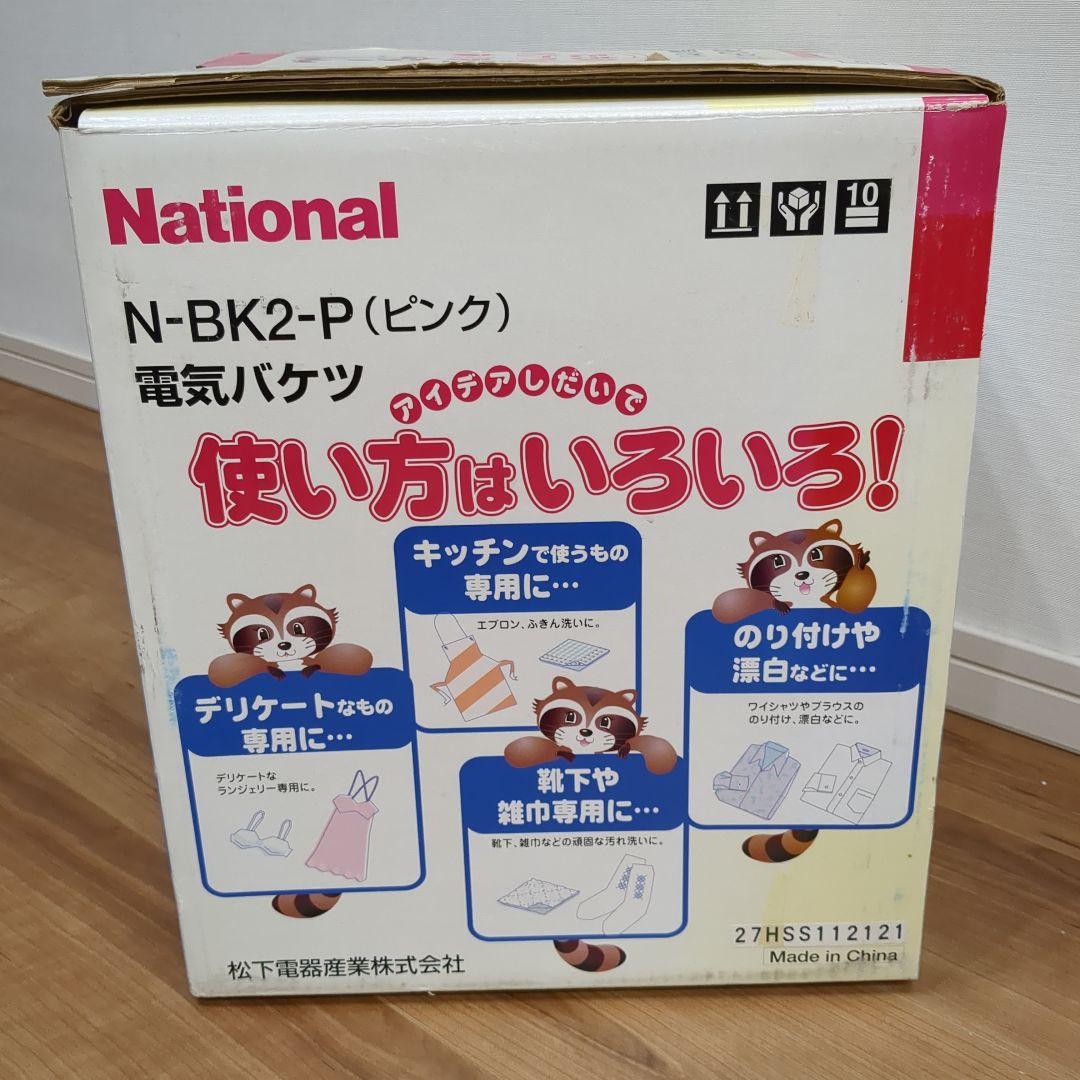 National
10
N-BK2-P(ピンク)
電気バケツ
アイデアしだいで
使い方はいろいろ!
キッチンで使うもの
専用に…
エプロン、ふきん洗いに。
のり付けや
漂白などに…
ワイシャツやブラウスの
のり付け、漂白などに。
デリケートなもの
専用に…
デリケートな
ランジェリー専用に。
靴下や
雑巾専用に…
靴下、雑巾などの頑固な汚れ洗いに。
27HSS112121
Made in China
松下電器産業株式会社